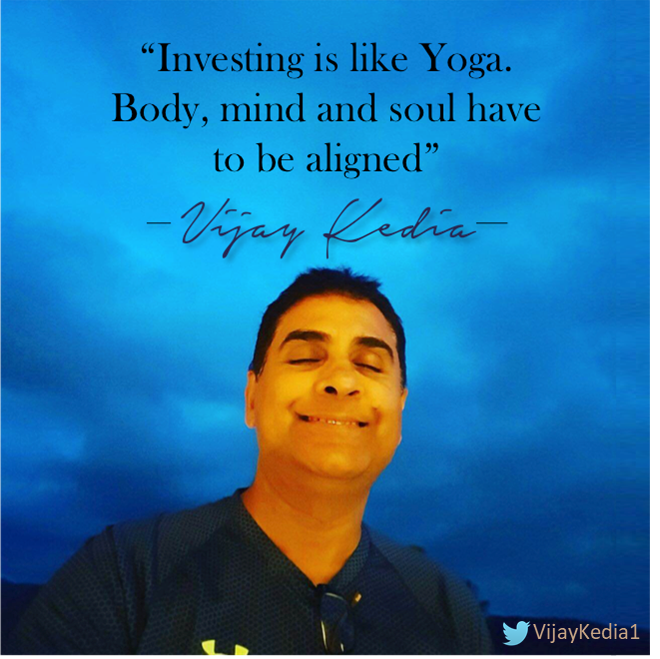 “Investing is like Yoga.
Body, mind and soul have
to be aligned”
–Vijay Kedia–
VijayKedia1